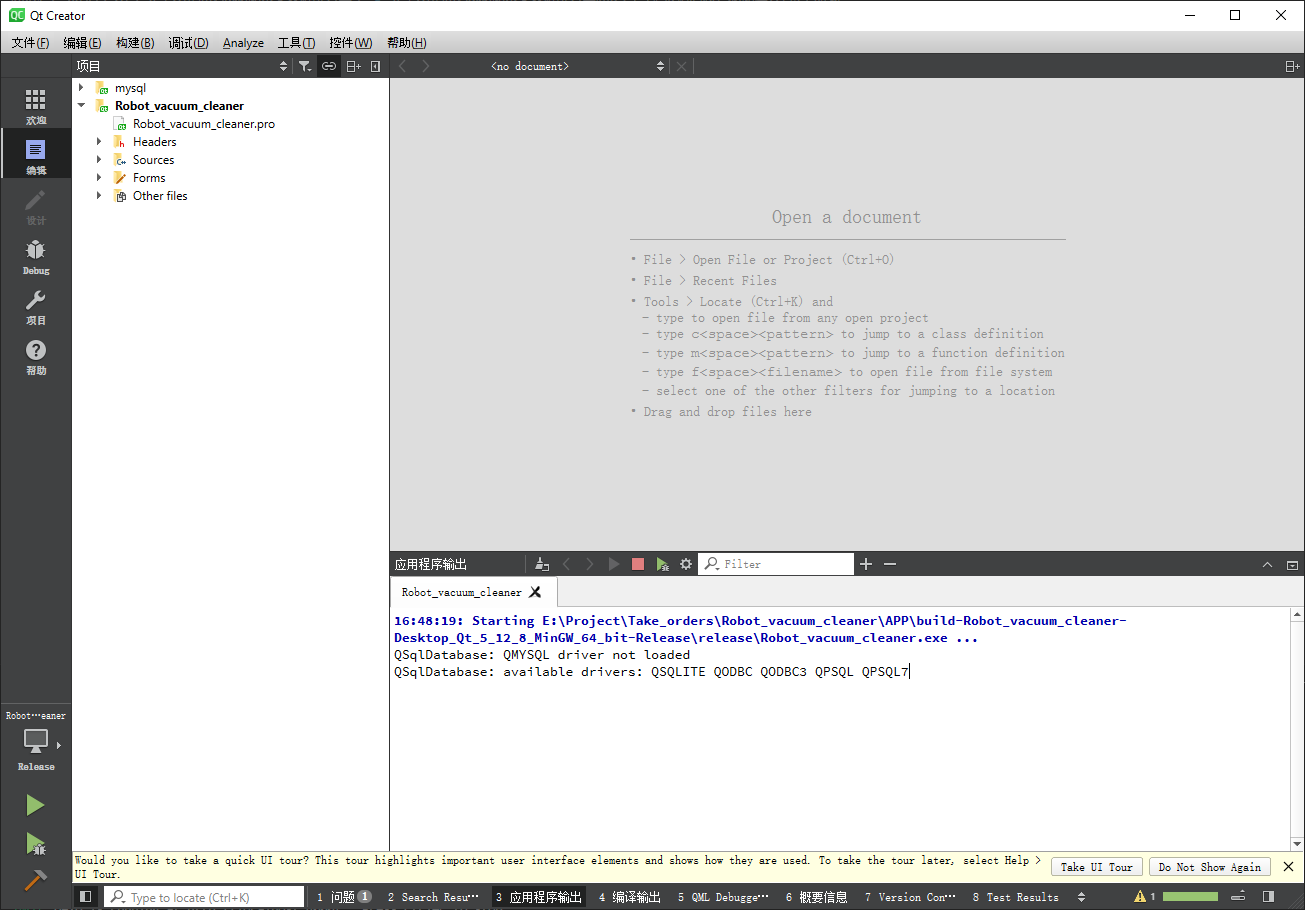 Qt Creator
文件(F) 编辑(E) 构建(B) 调试(D) Analyze 工具(T) 控件(W) 帮助(H)
项目
<no document>
欢迎
编辑
设计
Debug
项目
帮助
mysql
Robot_vacuum_cleaner
Robot_vacuum_cleaner.pro
Headers
Sources
Forms
Other files
Open a document
• File > Open File or Project (Ctrl+O)
• File > Recent Files
• Tools > Locate (Ctrl+K) and
- type to open file from any open project
- type c<space><pattern> to jump to a class definition
- type m<space><pattern> to jump to a function definition
- type f<space><filename> to open file from file system
- select one of the other filters for jumping to a location
• Drag and drop files here
应用程序输出
Filter
Robot_vacuum_cleaner
16:48:19: Starting E:\Project\Take_orders\Robot_vacuum_cleaner\APP\build-Robot_vacuum_cleaner-
Desktop_Qt_5_12_8_MinGW_64_bit-Release\release\Robot_vacuum_cleaner.exe ...
QSqlDatabase: QMYSQL driver not loaded
QSqlDatabase: available drivers: QSQLITE QODBC QODBC3 QPSQL QPSQL7
Robot…eaner
Release
Would you like to take a quick UI tour? This tour highlights important user interface elements and shows how they are used. To take the tour later, select Help >
UI Tour.
Take UI Tour
Do Not Show Again
Type to locate (Ctrl+K)
1 问题 1
2 Search Resu…
3 应用程序输出
4 编译输出
5 QML Debugge…
6 概要信息
7 Version Con…
8 Test Results
1